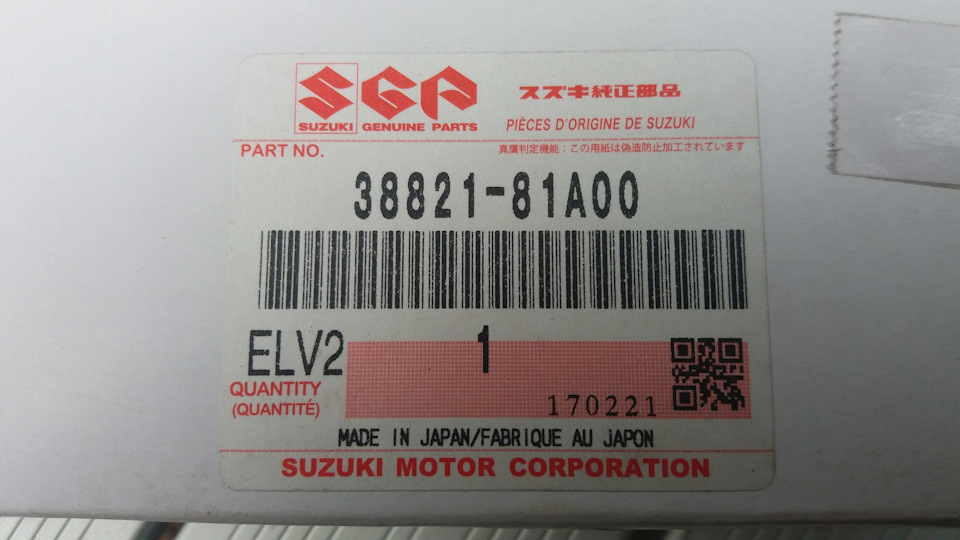 SGP
SUZUKI GENUINE PARTS
スズキ純正部品
PIÈCES D'ORIGINE DE SUZUKI
PART NO.
真贋判定機能：この用紙は偽造防止加工されています
38821-81A00
ELV2
1
QUANTITY
(QUANTITÉ)
170221
MADE IN JAPAN/FABRIQUE AU JAPON
SUZUKI MOTOR CORPORATION